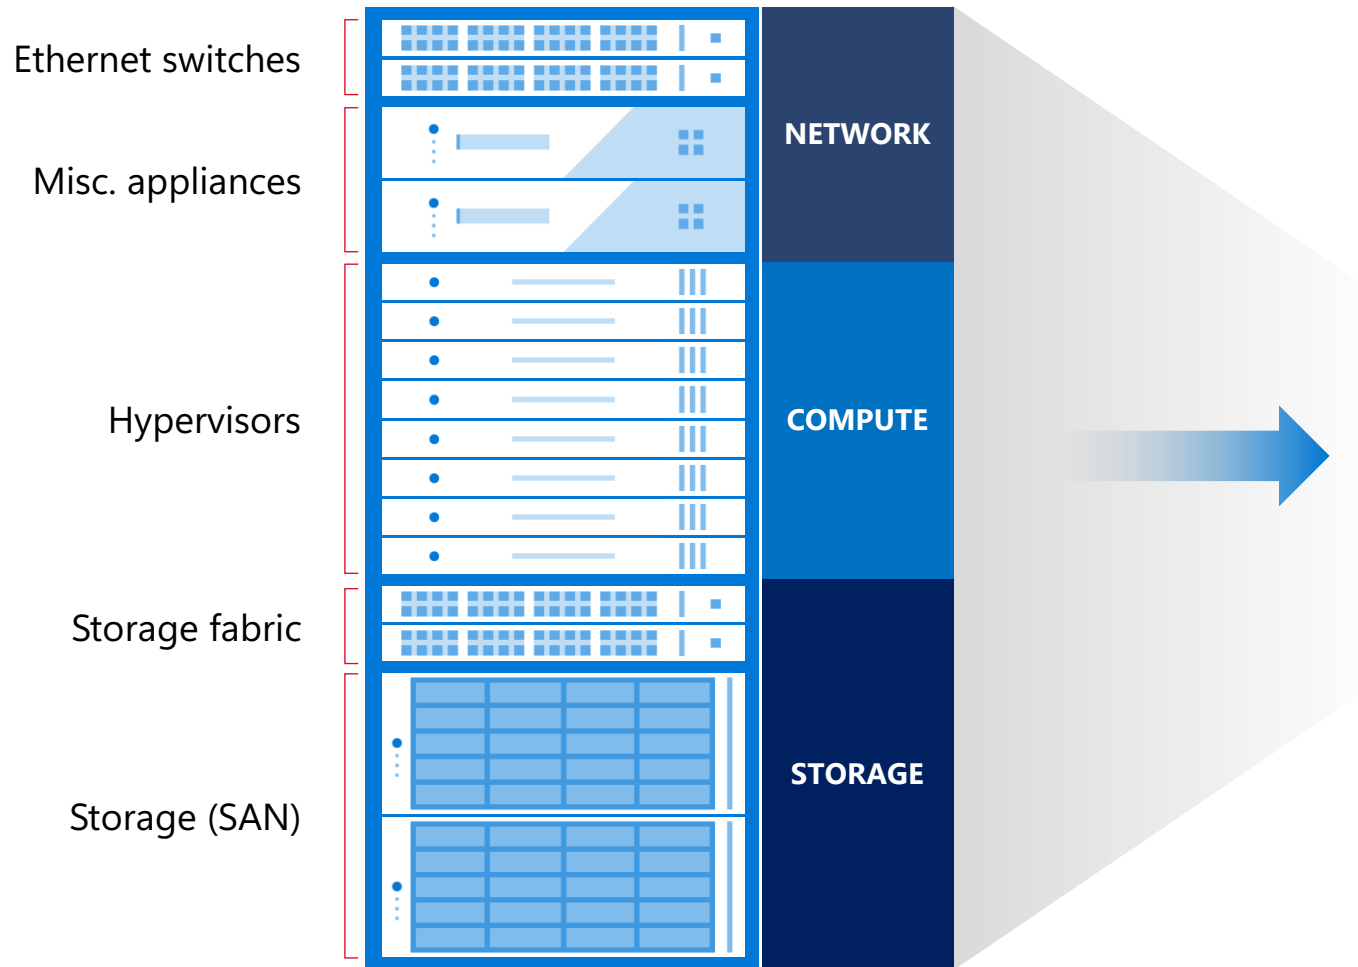 Ethernet switches
Misc. appliances
Hypervisors
Storage fabric
Storage (SAN)
NETWORK
COMPUTE
STORAGE